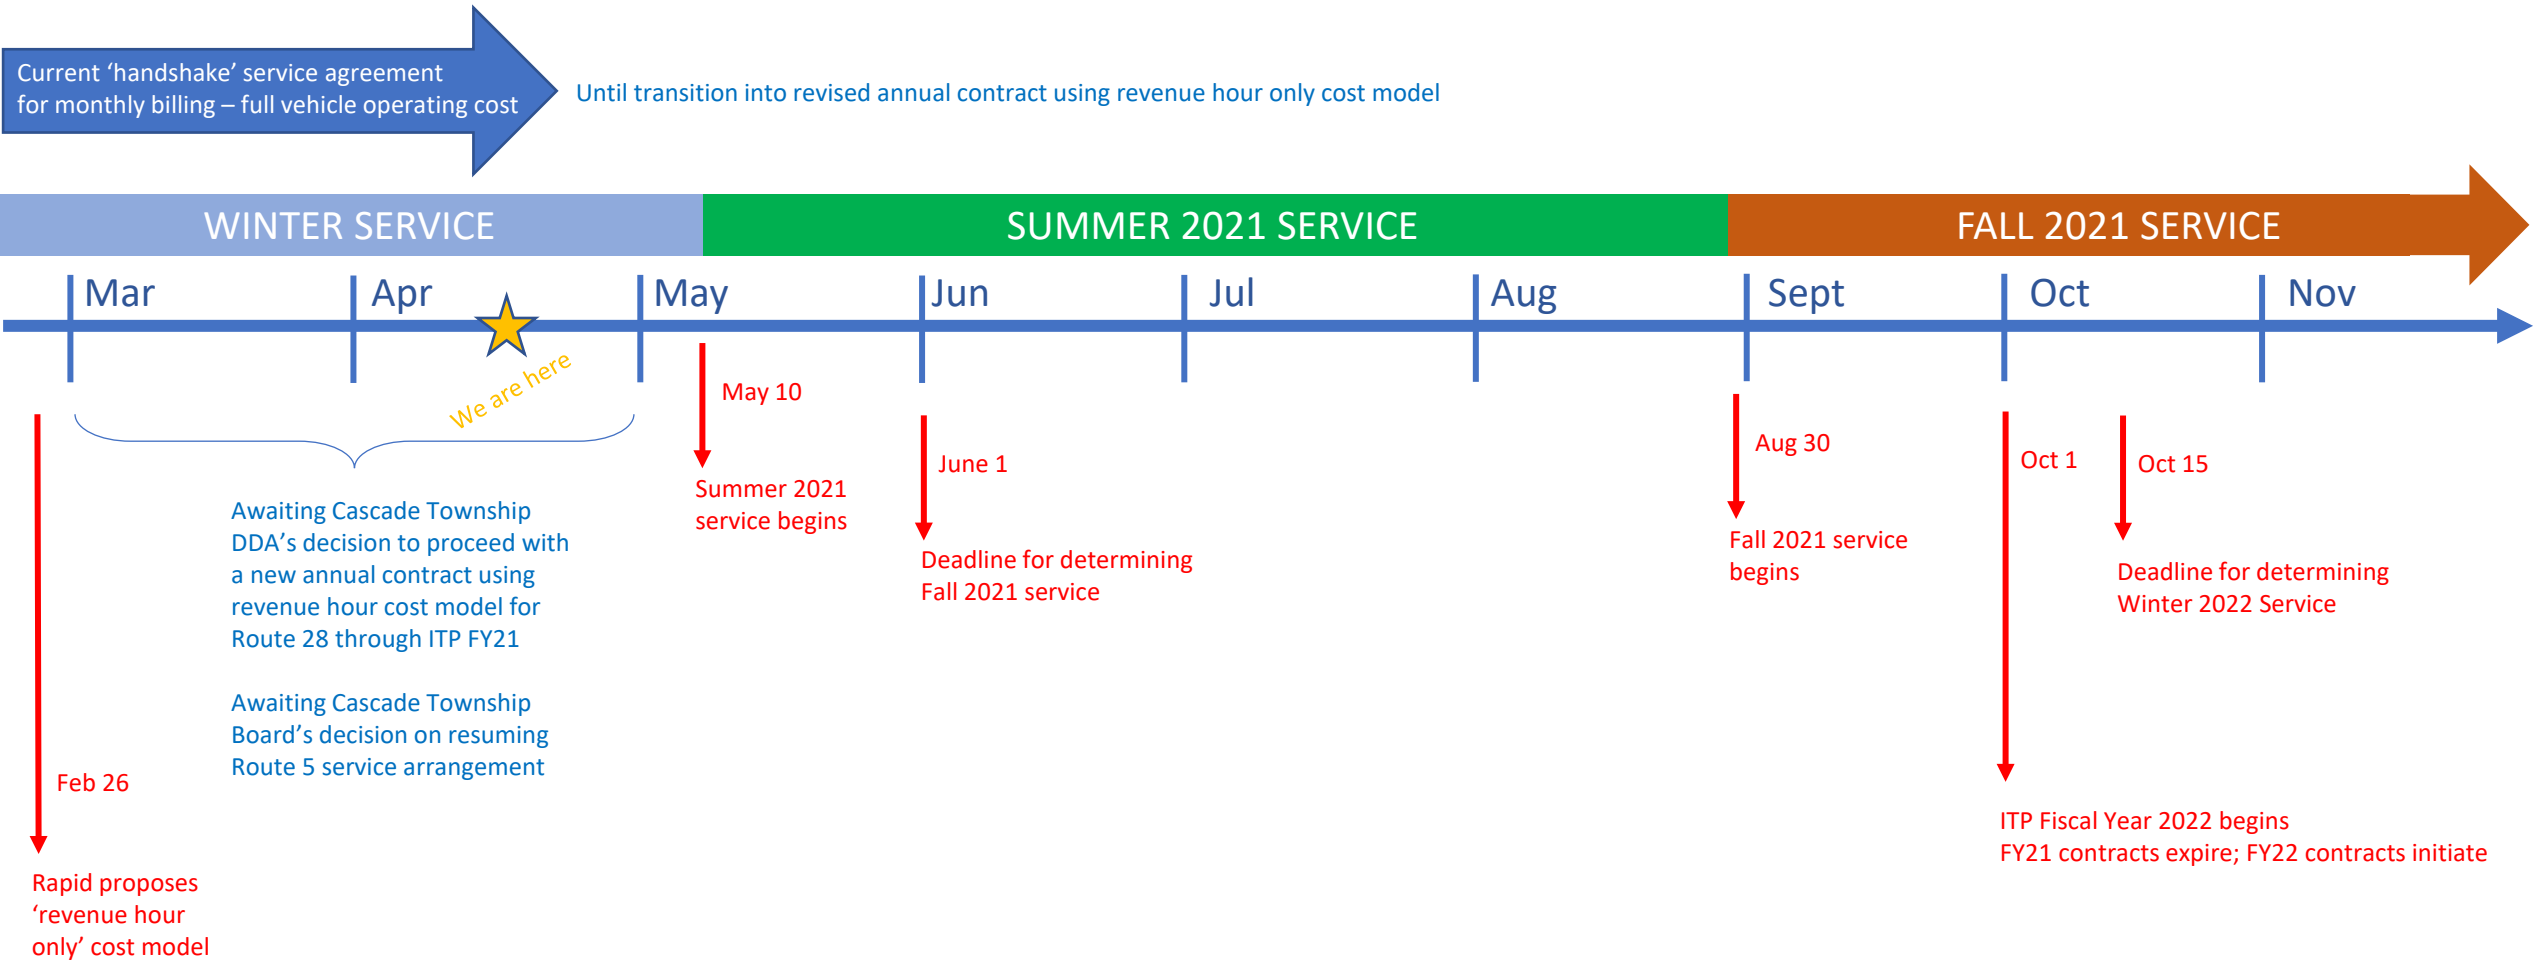 Current ‘handshake’ service agreement
for monthly billing – full vehicle operating cost
Until transition into revised annual contract using revenue hour only cost model
WINTER SERVICE
SUMMER 2021 SERVICE
FALL 2021 SERVICE
Mar
Apr
May
Jun
Jul
Aug
Sept
Oct
Nov
We are here
Feb 26
Rapid proposes
‘revenue hour
only’ cost model
Awaiting Cascade Township
DDA’s decision to proceed with
a new annual contract using
revenue hour cost model for
Route 28 through ITP FY21
Awaiting Cascade Township
Board’s decision on resuming
Route 5 service arrangement
May 10
Summer 2021
service begins
June 1
Deadline for determining
Fall 2021 service
Aug 30
Fall 2021 service
begins
Oct 1
ITP Fiscal Year 2022 begins
FY21 contracts expire; FY22 contracts initiate
Oct 15
Deadline for determining
Winter 2022 Service